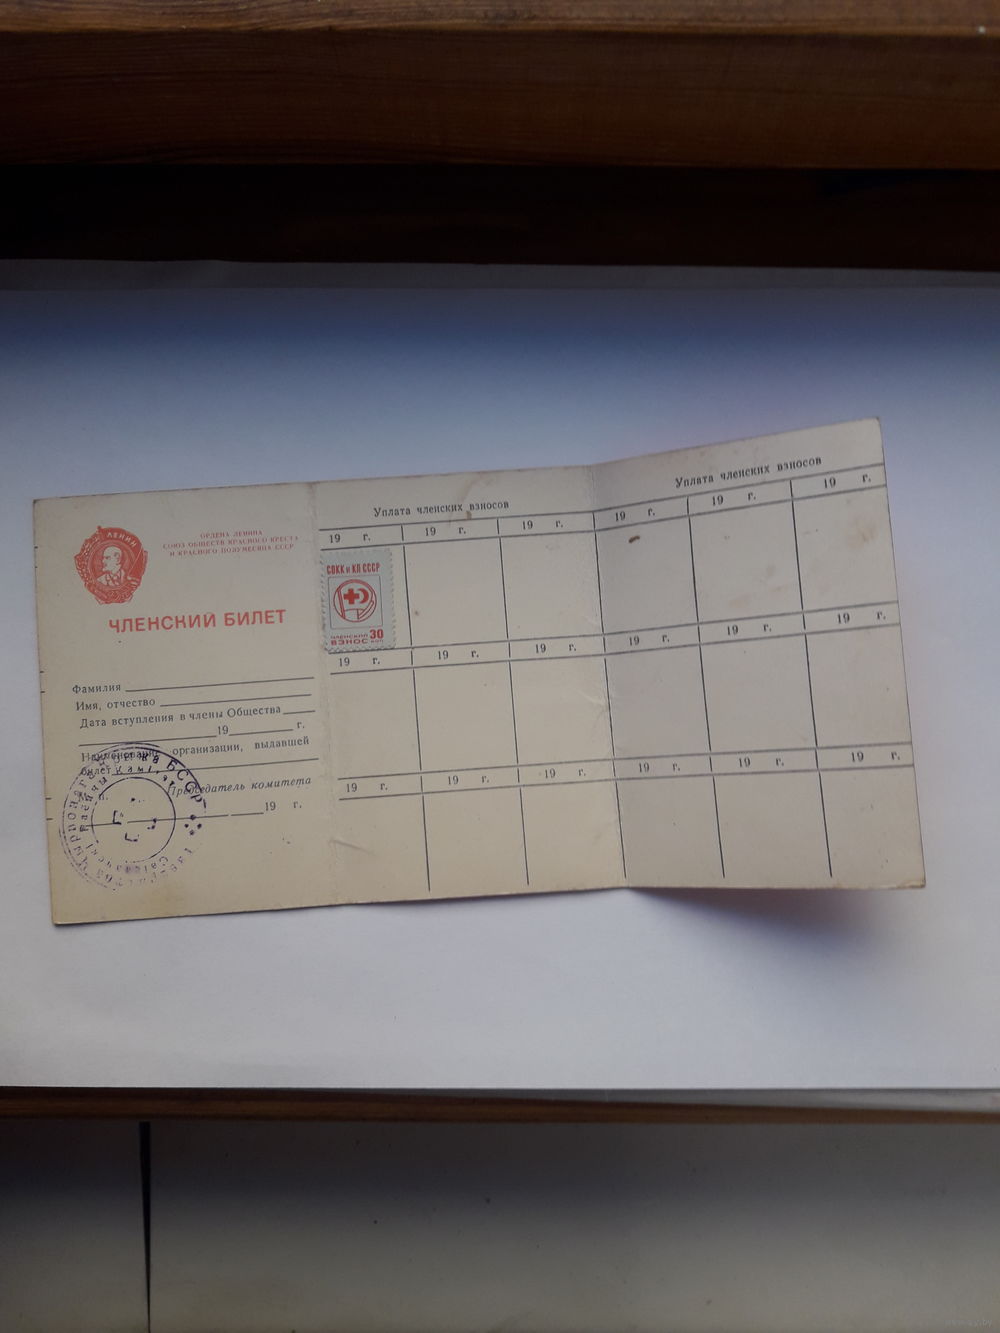 ЛЕНИН
ОРДЕНА ЛЕНИНА
СОЮЗ ОБЩЕСТВ КРАСНОГО КРЕСТА
И КРАСНОГО ПОЛУМЕСЯЦА СССР
ЧЛЕНСКИЙ БИЛЕТ
Фамилия
Имя, отчество
Дата вступления в члены Общества
19 г.
Наименование организации, выдавшей
билет
Председатель комитета
19 г.
БССР
Уплата членских взносов
19 г. 19 г. 19 г.
СОКК и КП СССР
ЧЛЕНСКИЙ
ВЗНОС 30 коп
19 г. 19 г. 19 г.
19 г. 19 г. 19 г.
Уплата членских взносов
19 г. 19 г. 19 г.
19 г. 19 г. 19 г.
19 г. 19 г. 19 г.